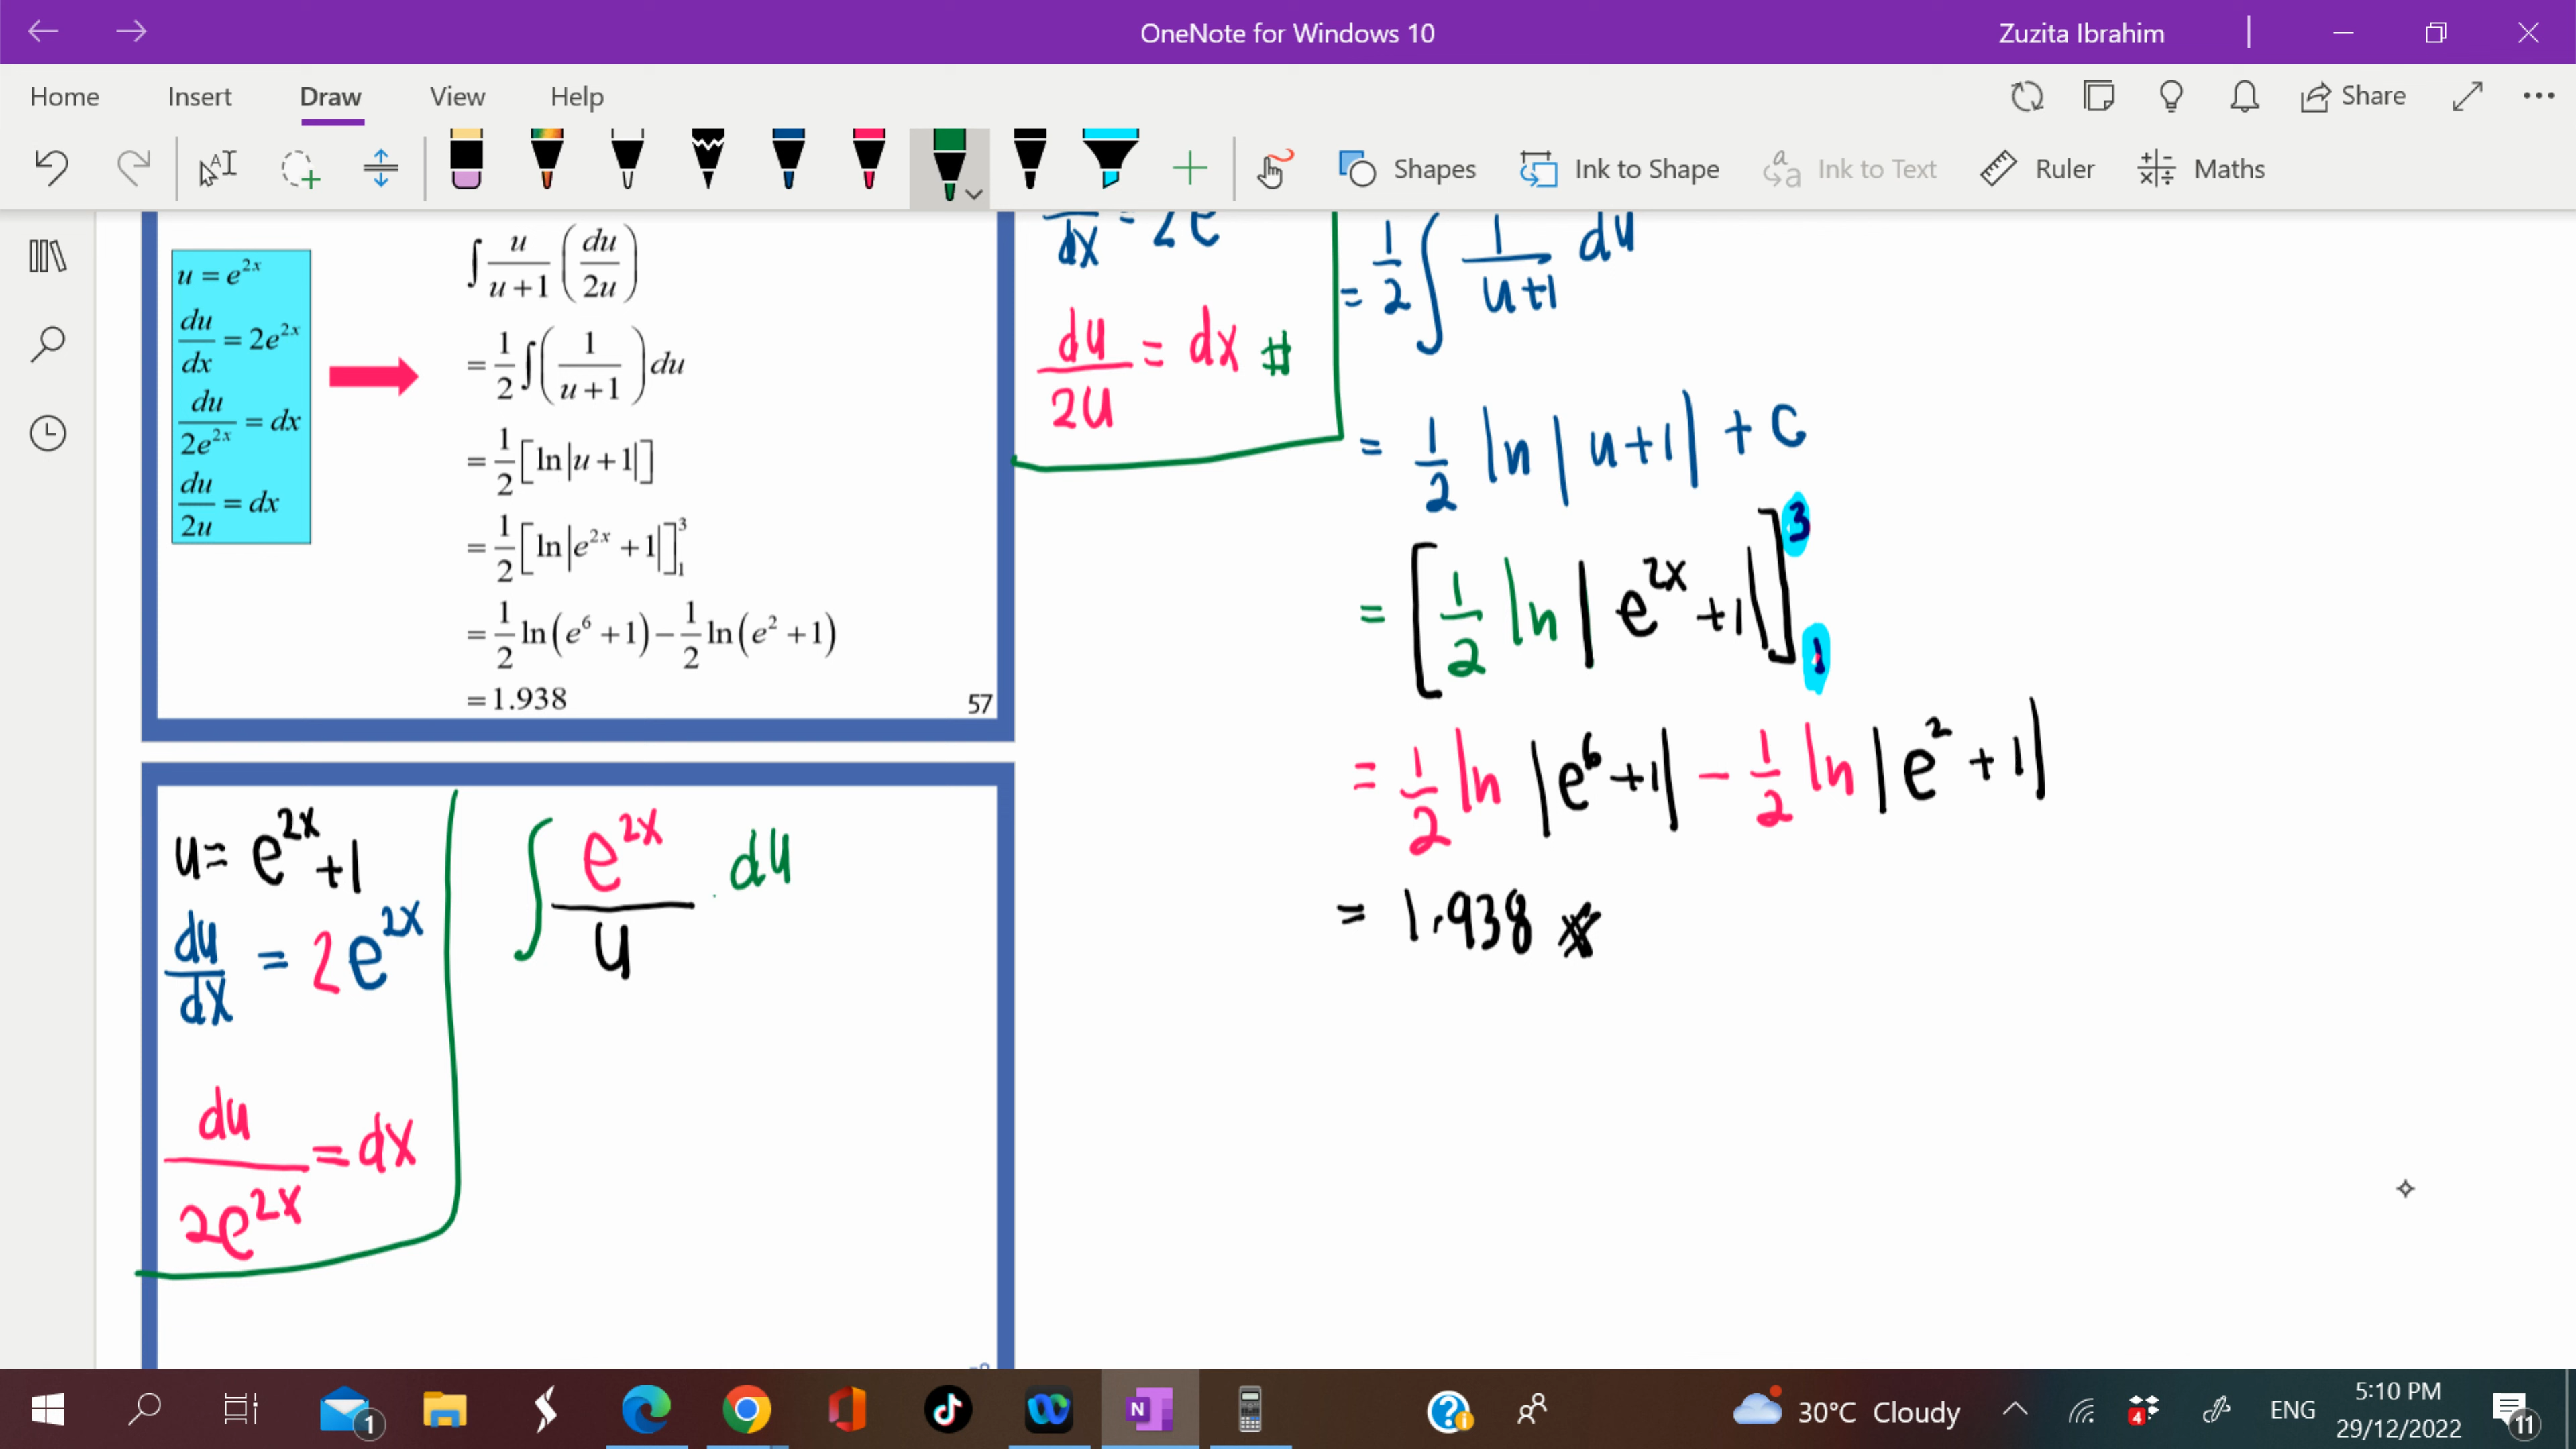 OneNote for Windows 10
Zuzita Ibrahim
Home Insert Draw View Help
Share
Shapes Ink to Shape Ink to Text Ruler Maths
u = e^{2x}
du/dx = 2e^{2x}
du/2e^{2x} = dx
du/2u = dx
∫ u/(u+1) (du/2u)
= 1/2 ∫ (1/(u+1)) du
= 1/2 [ln|u+1|]
= 1/2 [ln|e^{2x}+1|]_1^3
= 1/2 ln(e^6+1) − 1/2 ln(e^2+1)
= 1.938
57
du/2u = dx #
= 1/2 ∫ 1/(u+1) du
= 1/2 ln|u+1| + c
= [1/2 ln|e^{2x}+1|]_1^3
= 1/2 ln|e^6+1| − 1/2 ln|e^2+1|
= 1.938
u = e^{2x}+1
du/dx = 2e^{2x}
du/2e^{2x} = dx
∫ e^{2x}/u . du
1
N
30°C Cloudy
4
ENG
5:10 PM
29/12/2022
11